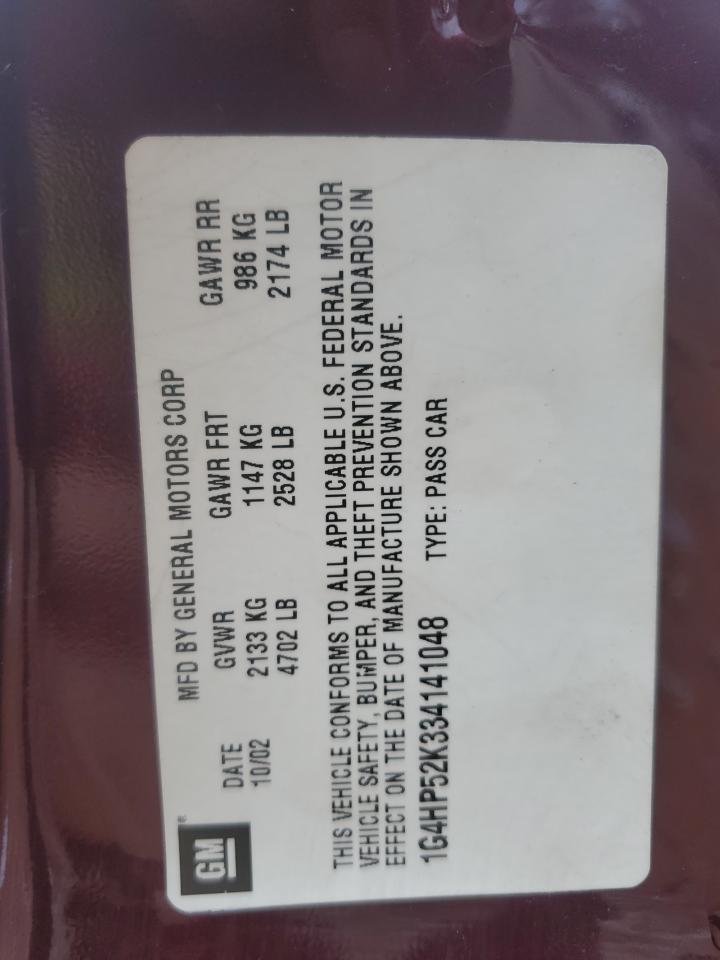 GM
MFD BY GENERAL MOTORS CORP
DATE GVWR GAWR FRT GAWR RR
10/02 2133 KG 1147 KG 986 KG
4702 LB 2528 LB 2174 LB
THIS VEHICLE CONFORMS TO ALL APPLICABLE U.S. FEDERAL MOTOR
VEHICLE SAFETY, BUMPER, AND THEFT PREVENTION STANDARDS IN
EFFECT ON THE DATE OF MANUFACTURE SHOWN ABOVE.
1G4HP52K334141048 TYPE: PASS CAR